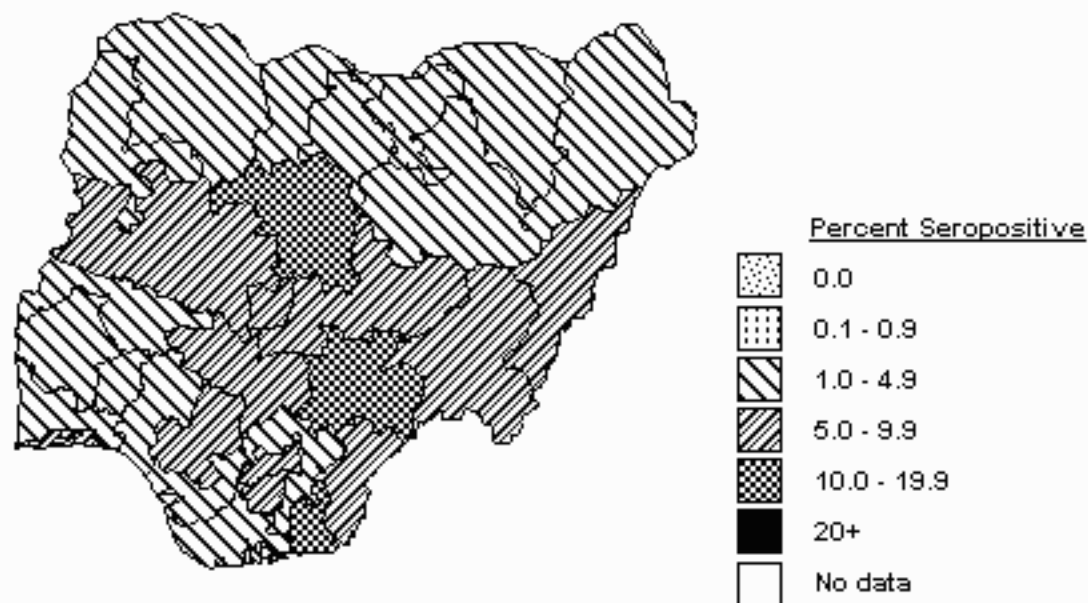 Percent Seropositive
0.0
0.1 - 0.9
1.0 - 4.9
5.0 - 9.9
10.0 - 19.9
20+
No data